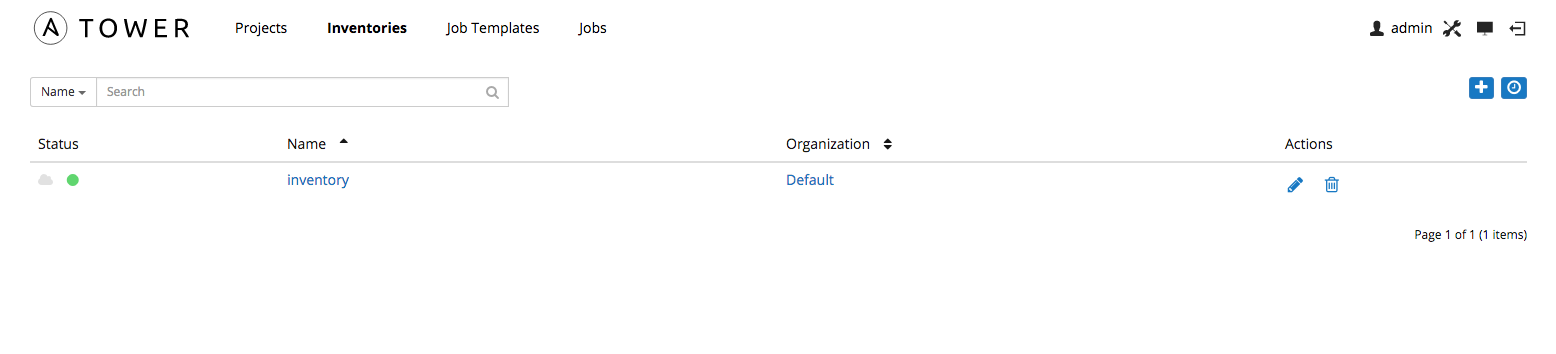 TOWER Projects Inventories Job Templates Jobs admin
Name Search
Status Name Organization Actions
inventory Default
Page 1 of 1 (1 items)